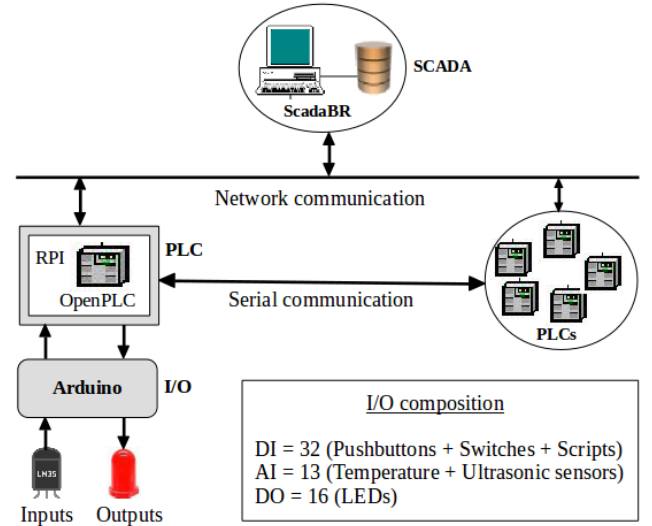 SCADA
ScadaBR
Network communication
RPI
PLC
OpenPLC
Serial communication
PLCs
Arduino
I/O
LM35
Inputs
Outputs
I/O composition
DI = 32 (Pushbuttons + Switches + Scripts)
AI = 13 (Temperature + Ultrasonic sensors)
DO = 16 (LEDs)